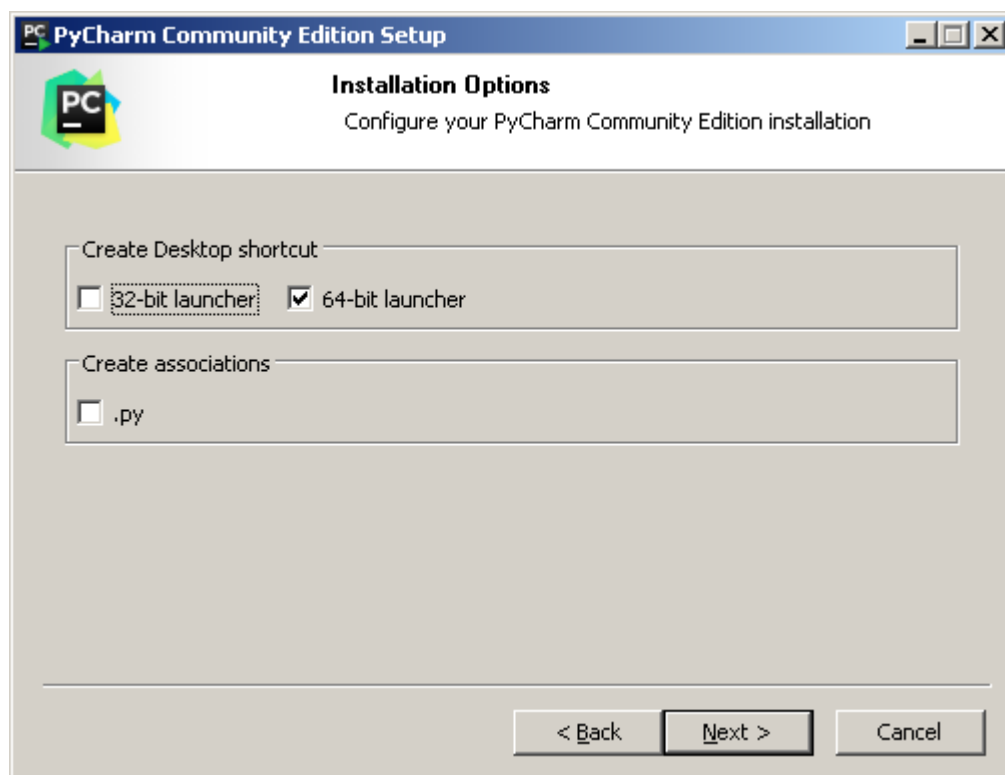 PC PyCharm Community Edition Setup
PC
Installation Options
Configure your PyCharm Community Edition installation
Create Desktop shortcut
32-bit launcher 64-bit launcher
Create associations
.py
< Back Next > Cancel